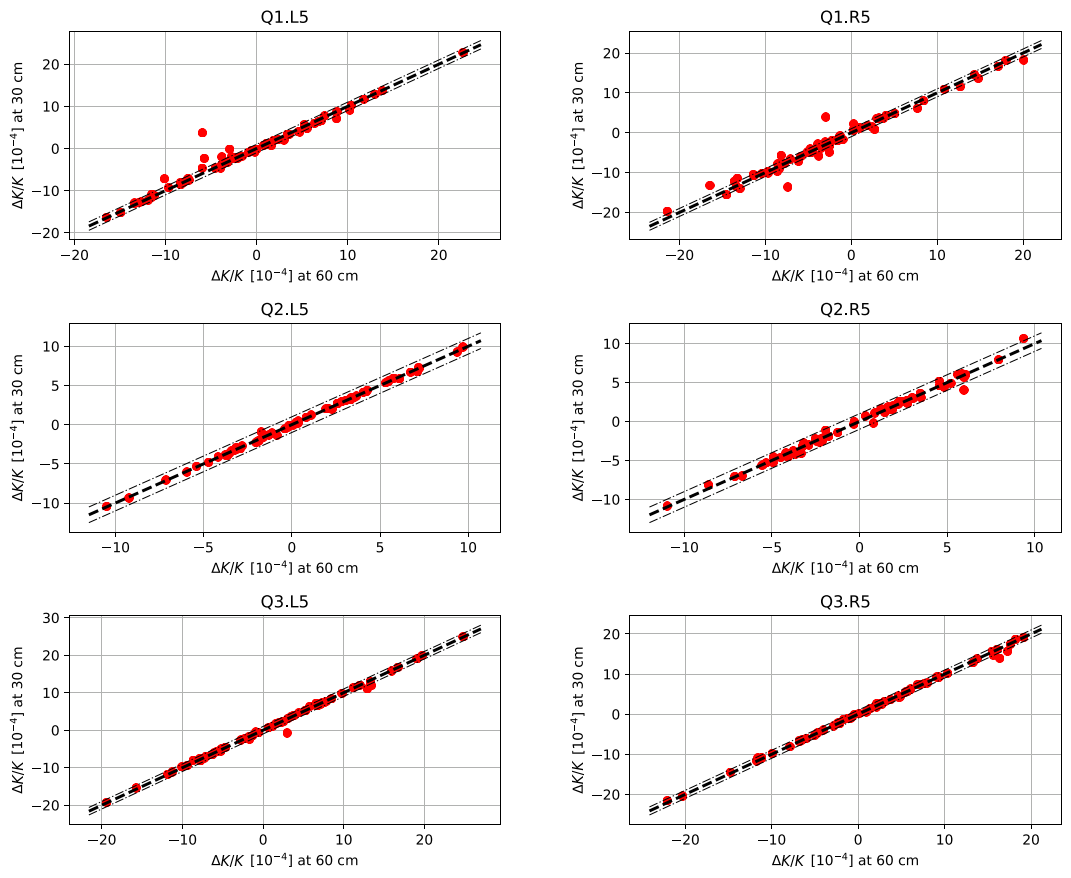 Q1.L5
20
10
0
−10
−20
ΔK/K [10⁻⁴] at 30 cm
−20 −10 0 10 20
ΔK/K [10⁻⁴] at 60 cm
Q1.R5
20
10
0
−10
−20
ΔK/K [10⁻⁴] at 30 cm
−20 −10 0 10 20
ΔK/K [10⁻⁴] at 60 cm
Q2.L5
10
5
0
−5
−10
ΔK/K [10⁻⁴] at 30 cm
−10 −5 0 5 10
ΔK/K [10⁻⁴] at 60 cm
Q2.R5
10
5
0
−5
−10
ΔK/K [10⁻⁴] at 30 cm
−10 −5 0 5 10
ΔK/K [10⁻⁴] at 60 cm
Q3.L5
30
20
10
0
−10
−20
ΔK/K [10⁻⁴] at 30 cm
−20 −10 0 10 20
ΔK/K [10⁻⁴] at 60 cm
Q3.R5
20
10
0
−10
−20
ΔK/K [10⁻⁴] at 30 cm
−20 −10 0 10 20
ΔK/K [10⁻⁴] at 60 cm